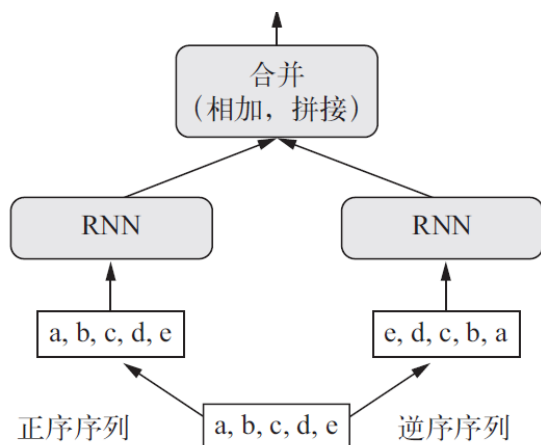 合并
（相加，拼接）
RNN
RNN
a, b, c, d, e
e, d, c, b, a
正序序列
a, b, c, d, e
逆序序列